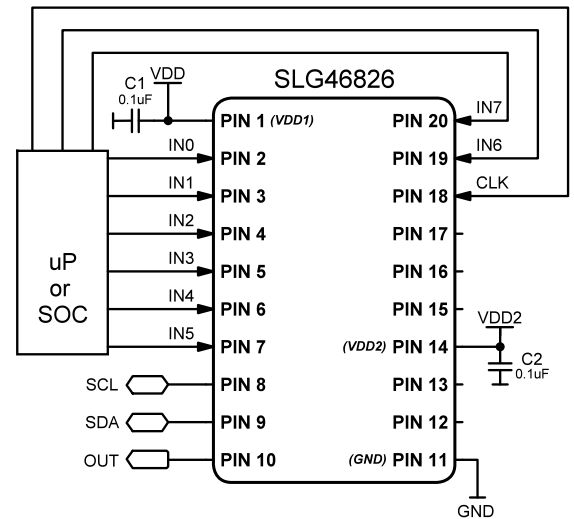 SLG46826
C1
0.1uF
VDD
PIN 1 (VDD1)
PIN 20
IN7
IN0
PIN 2
PIN 19
IN6
IN1
PIN 3
PIN 18
CLK
IN2
PIN 4
PIN 17
IN3
PIN 5
PIN 16
IN4
PIN 6
PIN 15
IN5
PIN 7
(VDD2) PIN 14
VDD2
C2
0.1uF
uP
or
SOC
SCL
PIN 8
PIN 13
SDA
PIN 9
PIN 12
OUT
PIN 10
(GND) PIN 11
GND